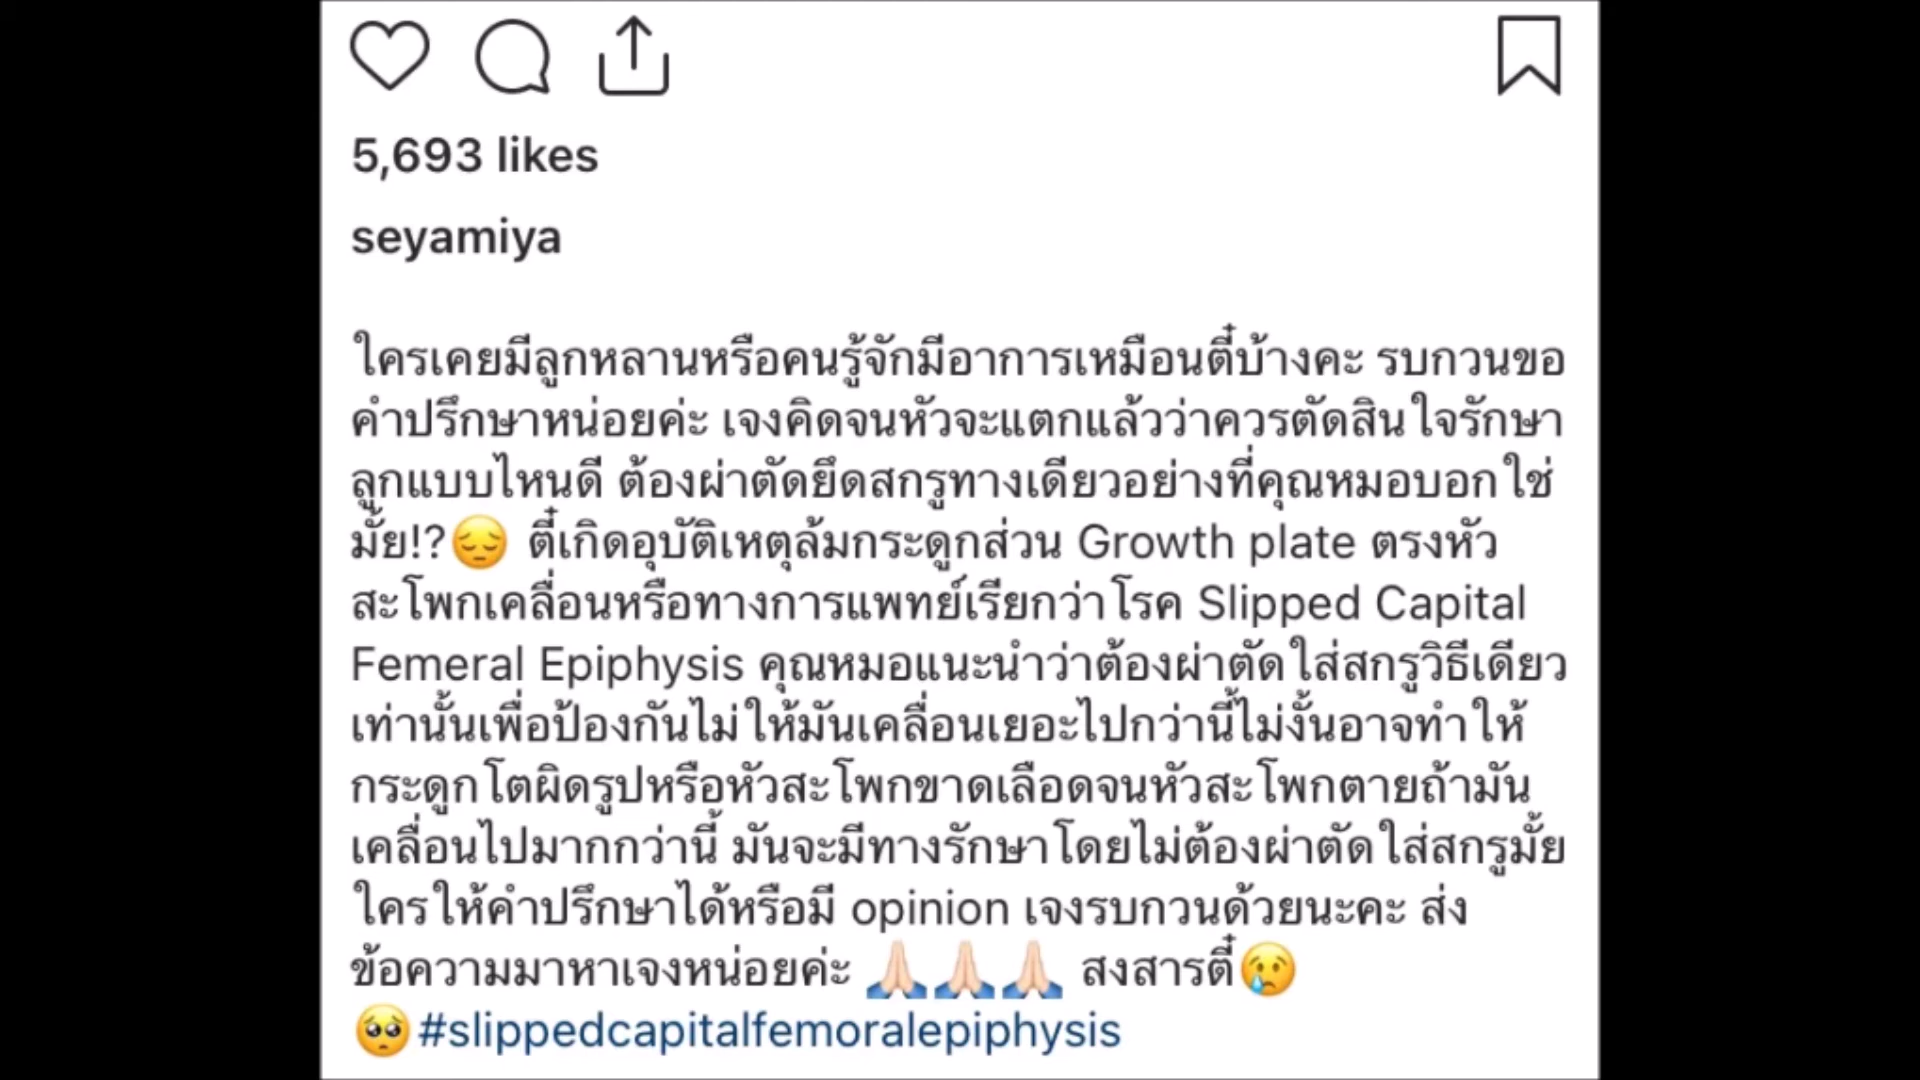 5,693 likes
seyamiya
ใครเคยมีลูกหลานหรือคนรู้จักมีอาการเหมือนตี๋บ้างคะ รบกวนขอ
คำปรึกษาหน่อยค่ะ เจงคิดจนหัวจะแตกแล้วว่าควรตัดสินใจรักษา
ลูกแบบไหนดี ต้องผ่าตัดยึดสกรูทางเดียวอย่างที่คุณหมอบอกใช่
มั้ย!?😔 ตี๋เกิดอุบัติเหตุล้มกระดูกส่วน Growth plate ตรงหัว
สะโพกเคลื่อนหรือทางการแพทย์เรียกว่าโรค Slipped Capital
Femeral Epiphysis คุณหมอแนะนำว่าต้องผ่าตัดใส่สกรูวิธีเดียว
เท่านั้นเพื่อป้องกันไม่ให้มันเคลื่อนเยอะไปกว่านี้ไม่งั้นอาจทำให้
กระดูกโตผิดรูปหรือหัวสะโพกขาดเลือดจนหัวสะโพกตายถ้ามัน
เคลื่อนไปมากกว่านี้ มันจะมีทางรักษาโดยไม่ต้องผ่าตัดใส่สกรูมั้ย
ใครให้คำปรึกษาได้หรือมี opinion เจงรบกวนด้วยนะคะ ส่ง
ข้อความมาหาเจงหน่อยค่ะ 🙏🏻🙏🏻🙏🏻 สงสารตี๋😢
🥺#slippedcapitalfemoralepiphysis